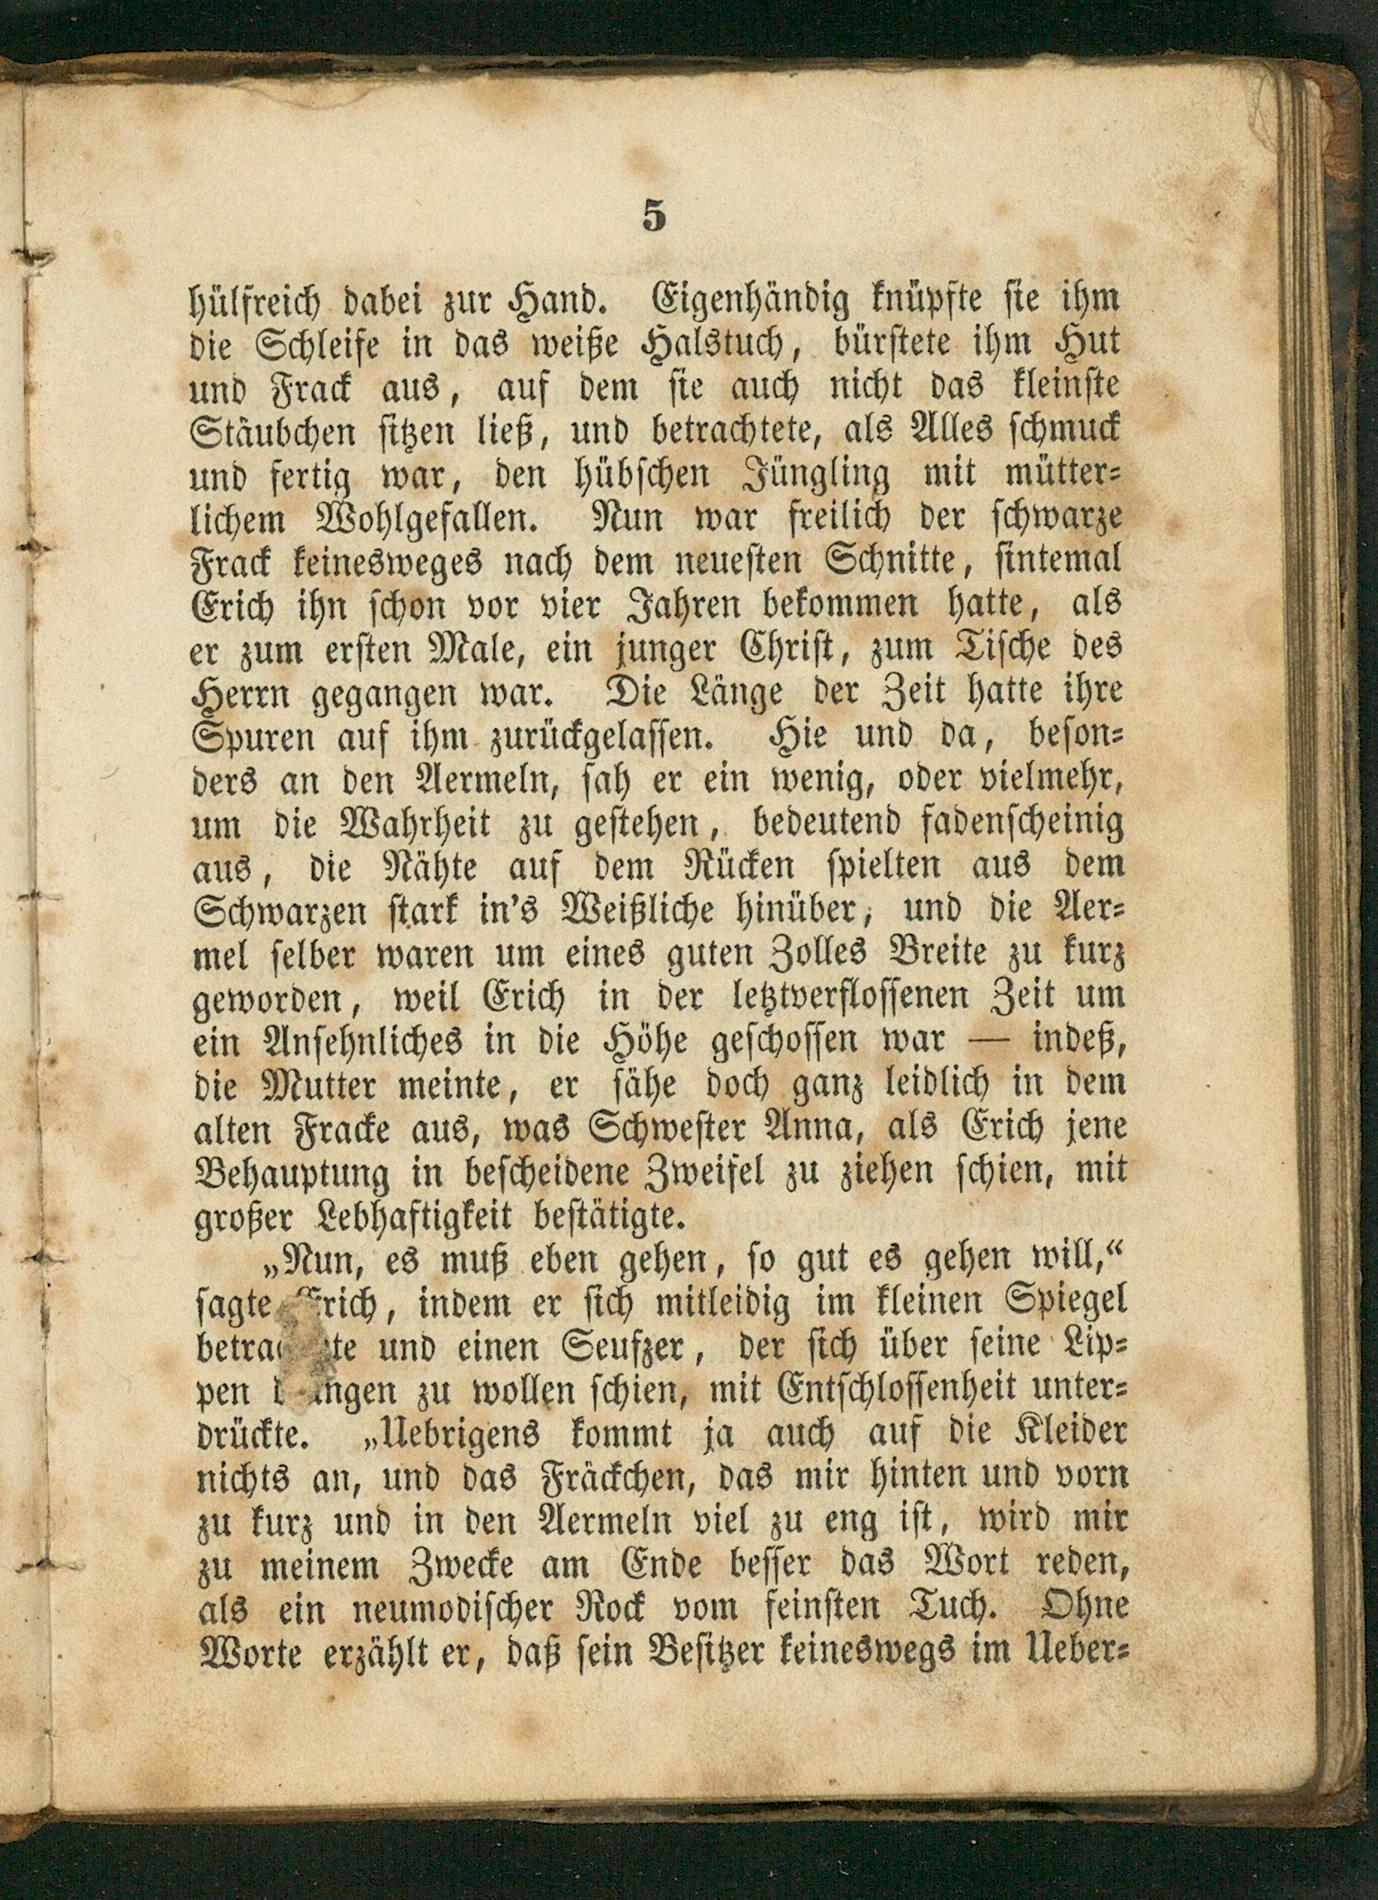 5
hülfreich dabei zur Hand. Eigenhändig knüpfte sie ihm
die Schleife in das weiße Halstuch, bürstete ihm Hut
und Frack aus, auf dem sie auch nicht das kleinste
Stäubchen sitzen ließ, und betrachtete, als Alles schmuck
und fertig war, den hübschen Jüngling mit mütter-
lichem Wohlgefallen. Nun war freilich der schwarze
Frack keinesweges nach dem neuesten Schnitte, sintemal
Erich ihn schon vor vier Jahren bekommen hatte, als
er zum ersten Male, ein junger Christ, zum Tische des
Herrn gegangen war. Die Länge der Zeit hatte ihre
Spuren auf ihm zurückgelassen. Hie und da, beson-
ders an den Aermeln, sah er ein wenig, oder vielmehr,
um die Wahrheit zu gestehen, bedeutend fadenscheinig
aus, die Nähte auf dem Rücken spielten aus dem
Schwarzen stark in's Weißliche hinüber, und die Aer-
mel selber waren um eines guten Zolles Breite zu kurz
geworden, weil Erich in der letztverflossenen Zeit um
ein Ansehnliches in die Höhe geschossen war — indeß,
die Mutter meinte, er sähe doch ganz leidlich in dem
alten Fracke aus, was Schwester Anna, als Erich jene
Behauptung in bescheidene Zweifel zu ziehen schien, mit
großer Lebhaftigkeit bestätigte.
„Nun, es muß eben gehen, so gut es gehen will,“
sagte Erich, indem er sich mitleidig im kleinen Spiegel
und einen Seufzer, der sich über seine Lip-
pen zu wollen schien, mit Entschlossenheit unter-
drückte. „Uebrigens kommt ja auch auf die Kleider
nichts an, und das Fräckchen, das mir hinten und vorn
zu kurz und in den Aermeln viel zu eng ist, wird mir
zu meinem Zwecke am Ende besser das Wort reden,
als ein neumodischer Rock vom feinsten Tuch. Ohne
Worte erzählt er, daß sein Besitzer keineswegs im Ueber-